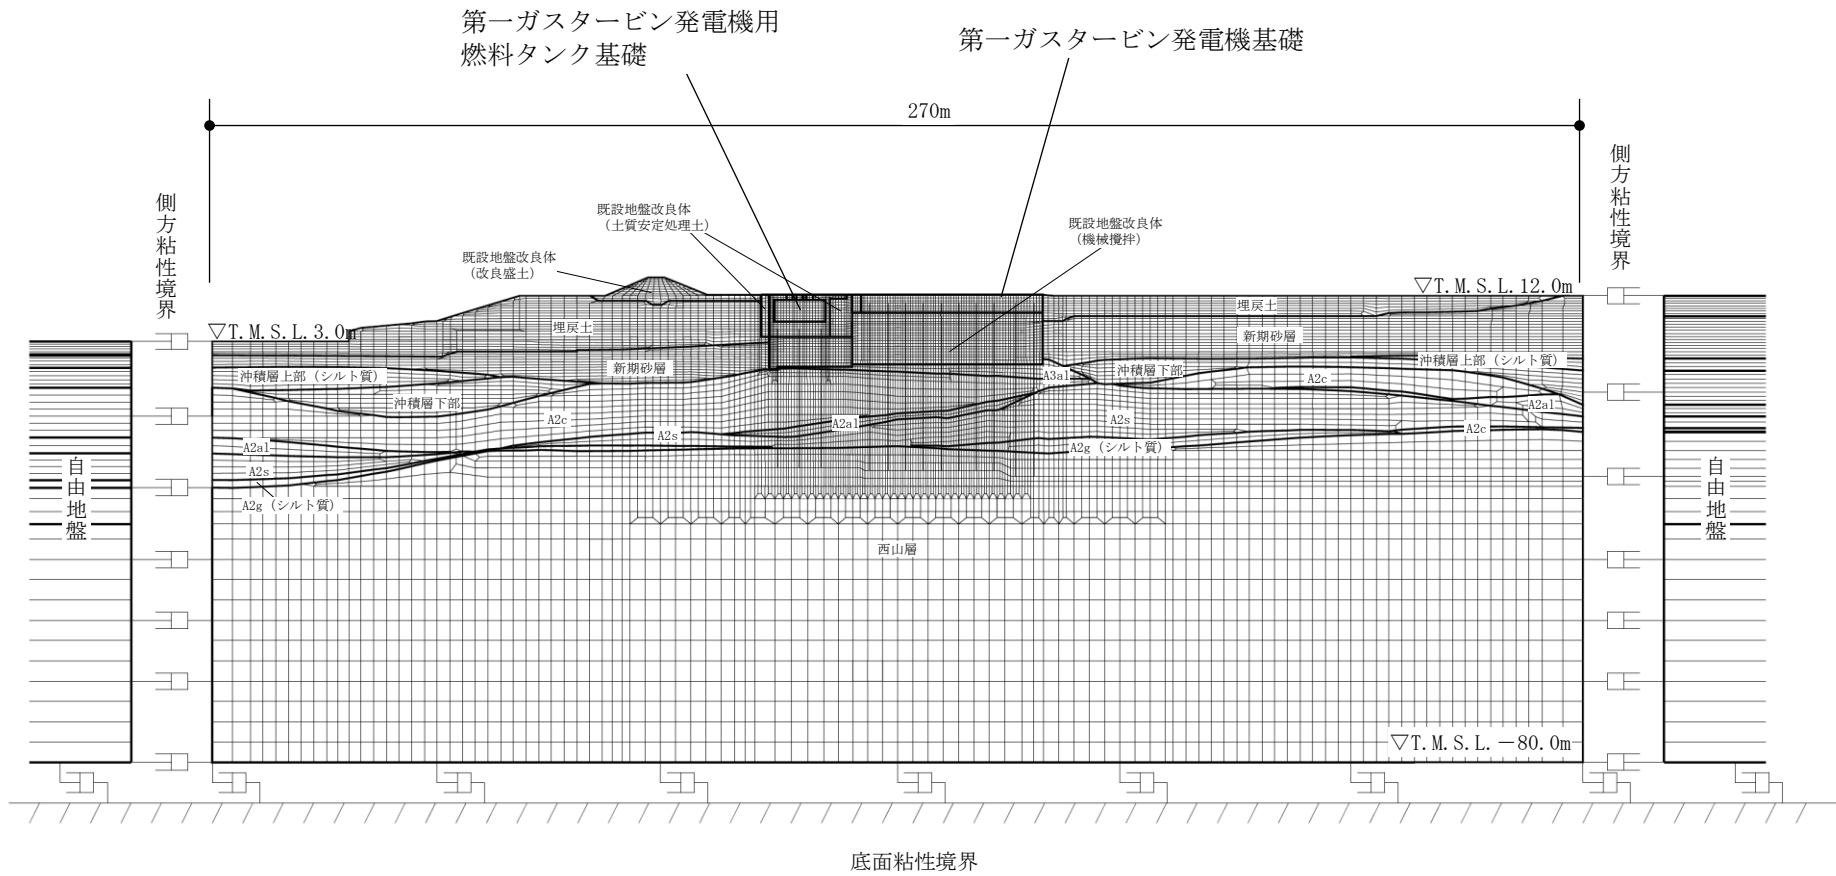 第一ガスタービン発電機用
燃料タンク基礎
第一ガスタービン発電機基礎
270m
側方粘性境界
側方粘性境界
既設地盤改良体
（土質安定処理土）
既設地盤改良体
（機械攪拌）
既設地盤改良体
（改良盛土）
▽T.M.S.L.12.0m
▽T.M.S.L.3.0m
埋戻土
埋戻土
新期砂層
新期砂層
沖積層上部（シルト質）
沖積層下部
A3a1
沖積層下部
沖積層上部（シルト質）
A2c
A2c
A2a1
A2s
A2a1
A2s
A2c
A2a1
A2g（シルト質）
A2s
A2g（シルト質）
自由地盤
自由地盤
西山層
▽T.M.S.L.－80.0m
底面粘性境界